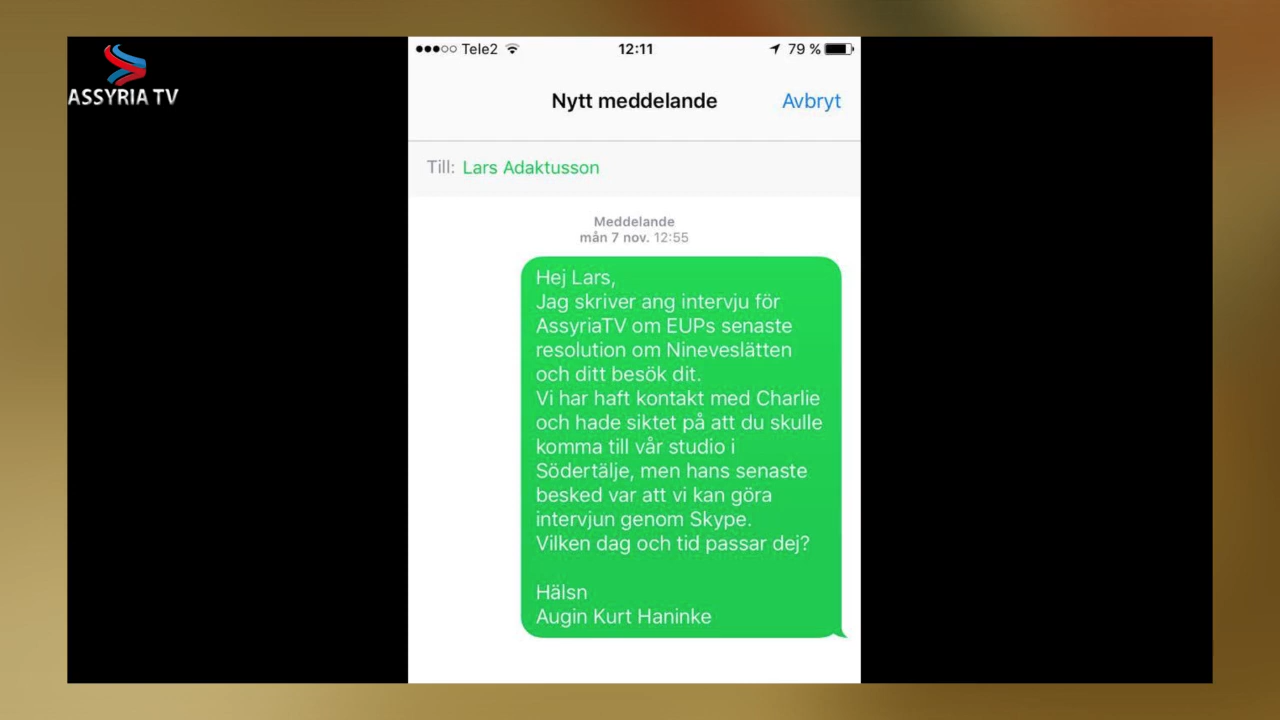 ASSYRIA TV
●●●○○ Tele2 12:11 79 %
Nytt meddelande Avbryt
Till: Lars Adaktusson
Meddelande
mån 7 nov. 12:55
Hej Lars,
Jag skriver ang intervju för
AssyriaTV om EUPs senaste
resolution om Nineveslätten
och ditt besök dit.
Vi har haft kontakt med Charlie
och hade siktet på att du skulle
komma till vår studio i
Södertälje, men hans senaste
besked var att vi kan göra
intervjun genom Skype.
Vilken dag och tid passar dej?
Hälsn
Augin Kurt Haninke